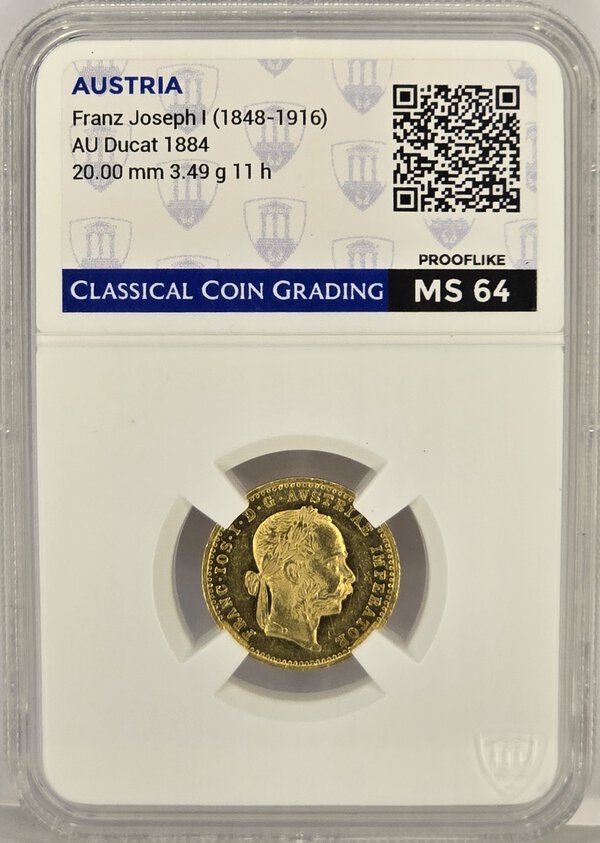 AUSTRIA
Franz Joseph I (1848-1916)
AU Ducat 1884
20.00 mm 3.49 g 11 h
PROOFLIKE
CLASSICAL COIN GRADING
MS 64
FRANC·IOS·I·D·G·AVSTRIAE IMPERATOR